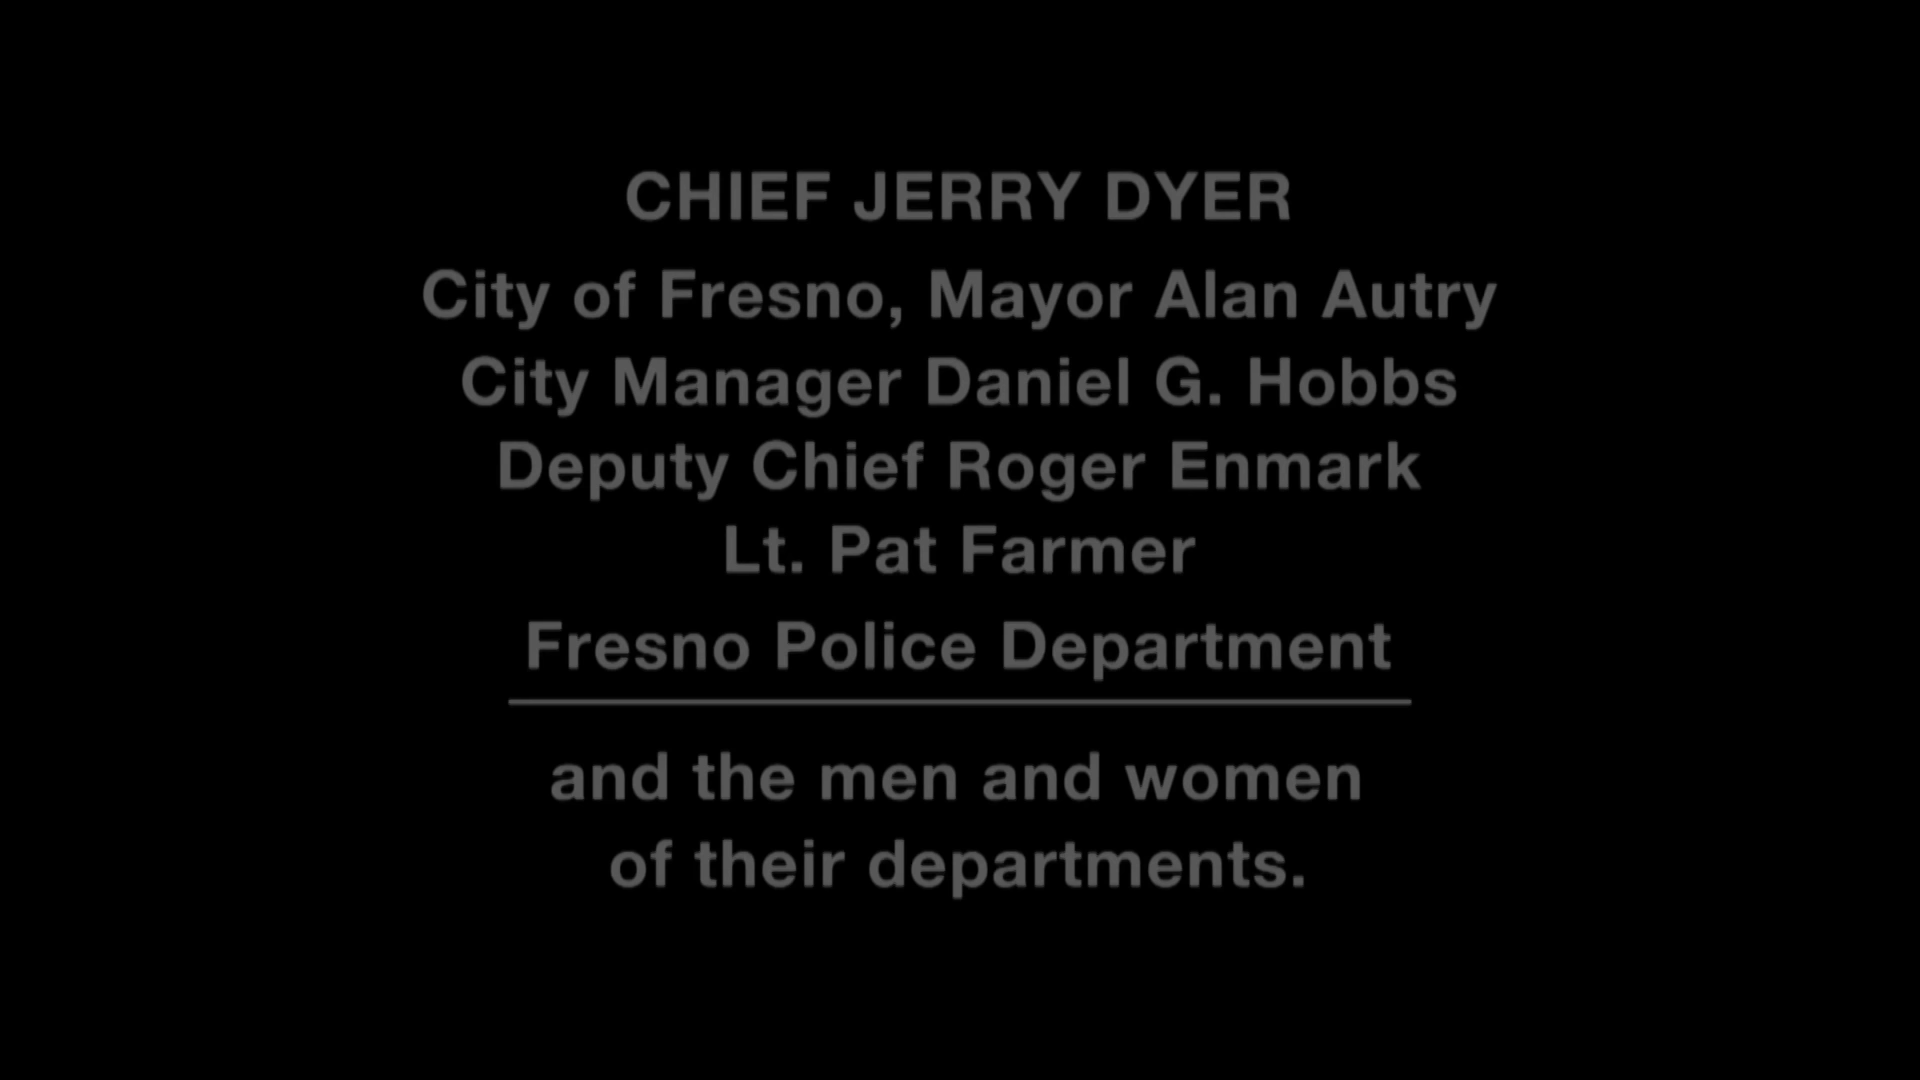 CHIEF JERRY DYER
City of Fresno, Mayor Alan Autry
City Manager Daniel G. Hobbs
Deputy Chief Roger Enmark
Lt. Pat Farmer
Fresno Police Department
and the men and women
of their departments.